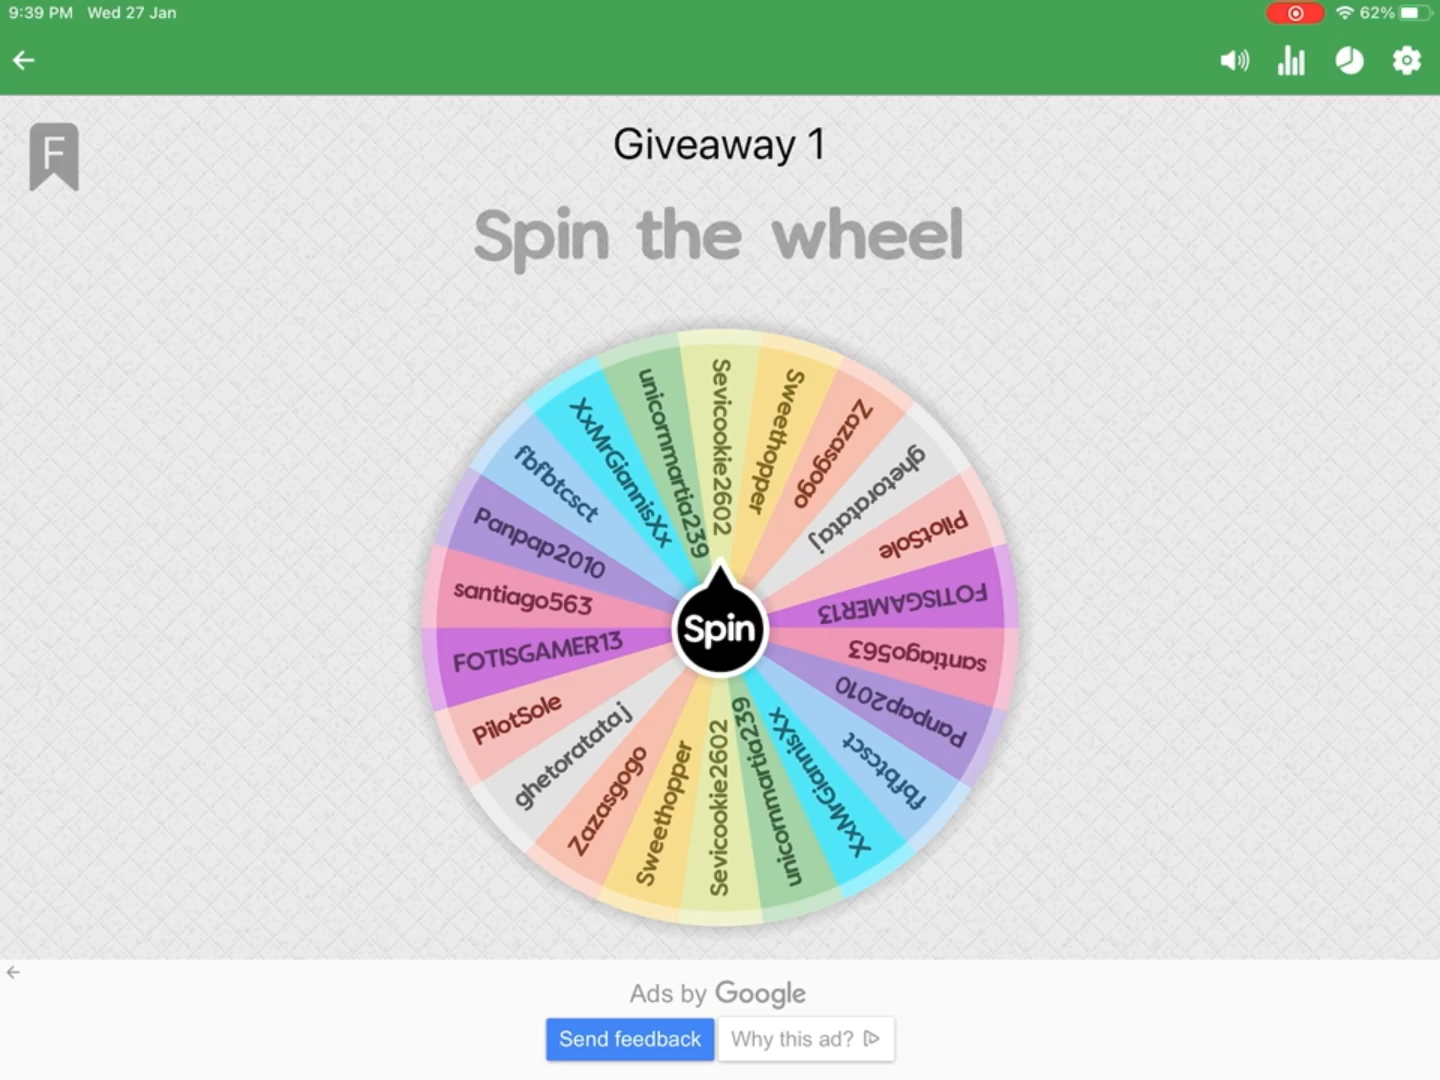 9:39 PM Wed 27 Jan
62%
F
Giveaway 1
Spin the wheel
Sevicookie2602
Sweethopper
Zazasgogo
ghetoratataj
PilotSole
FOTISGAMER13
santiago563
Panpap2010
fbfbtcsct
XxMrGiannisXx
unicornmartia239
Sevicookie2602
Sweethopper
Zazasgogo
ghetoratataj
PilotSole
FOTISGAMER13
santiago563
Panpap2010
fbfbtcsct
XxMrGiannisXx
unicornmartia239
Spin
Ads by Google
Send feedback
Why this ad?